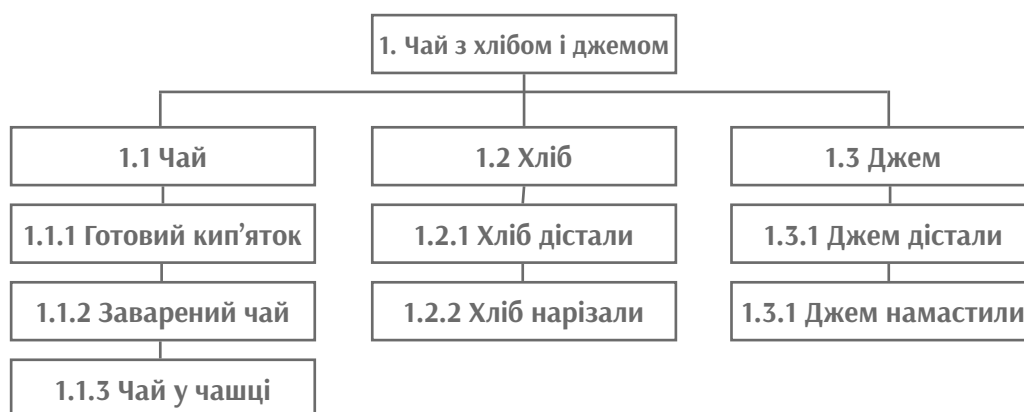 1. Чай з хлібом і джемом
1.1 Чай
1.2 Хліб
1.3 Джем
1.1.1 Готовий кип'яток
1.2.1 Хліб дістали
1.3.1 Джем дістали
1.1.2 Заварений чай
1.2.2 Хліб нарізали
1.3.1 Джем намастили
1.1.3 Чай у чашці